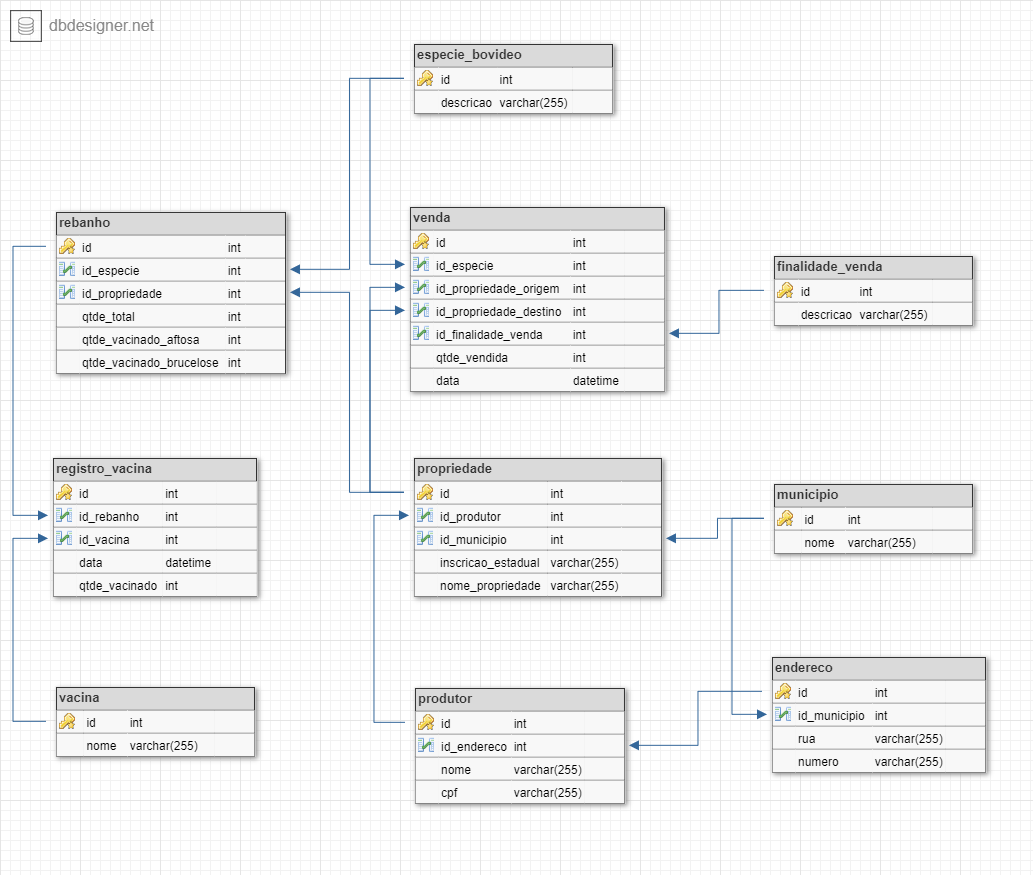 dbdesigner.net
especie_bovideo
id int
descricao varchar(255)
rebanho
id int
id_especie int
id_propriedade int
qtde_total int
qtde_vacinado_aftosa int
qtde_vacinado_brucelose int
venda
id int
id_especie int
id_propriedade_origem int
id_propriedade_destino int
id_finalidade_venda int
qtde_vendida int
data datetime
finalidade_venda
id int
descricao varchar(255)
registro_vacina
id int
id_rebanho int
id_vacina int
data datetime
qtde_vacinado int
propriedade
id int
id_produtor int
id_municipio int
inscricao_estadual varchar(255)
nome_propriedade varchar(255)
municipio
id int
nome varchar(255)
vacina
id int
nome varchar(255)
produtor
id int
id_endereco int
nome varchar(255)
cpf varchar(255)
endereco
id int
id_municipio int
rua varchar(255)
numero varchar(255)